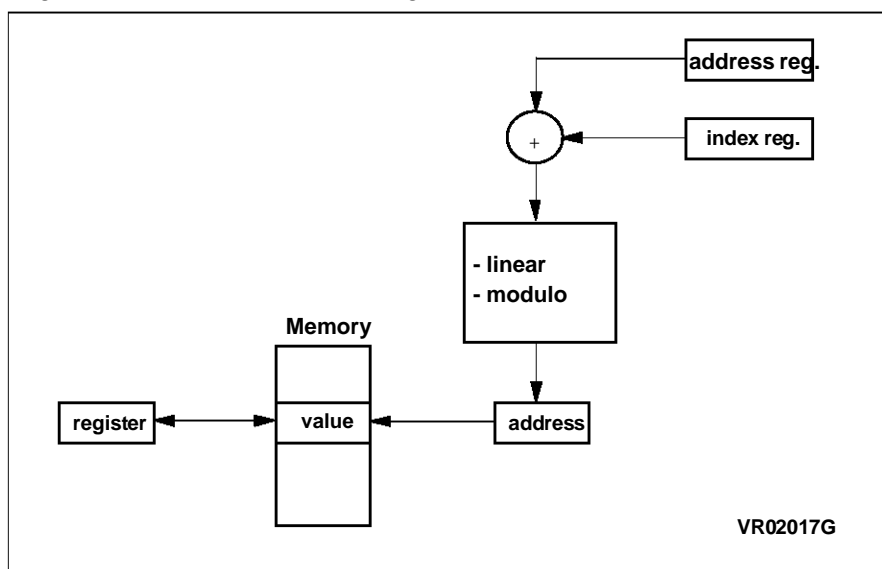 address reg.
+
index reg.
- linear
- modulo
Memory
register
value
address
VR02017G